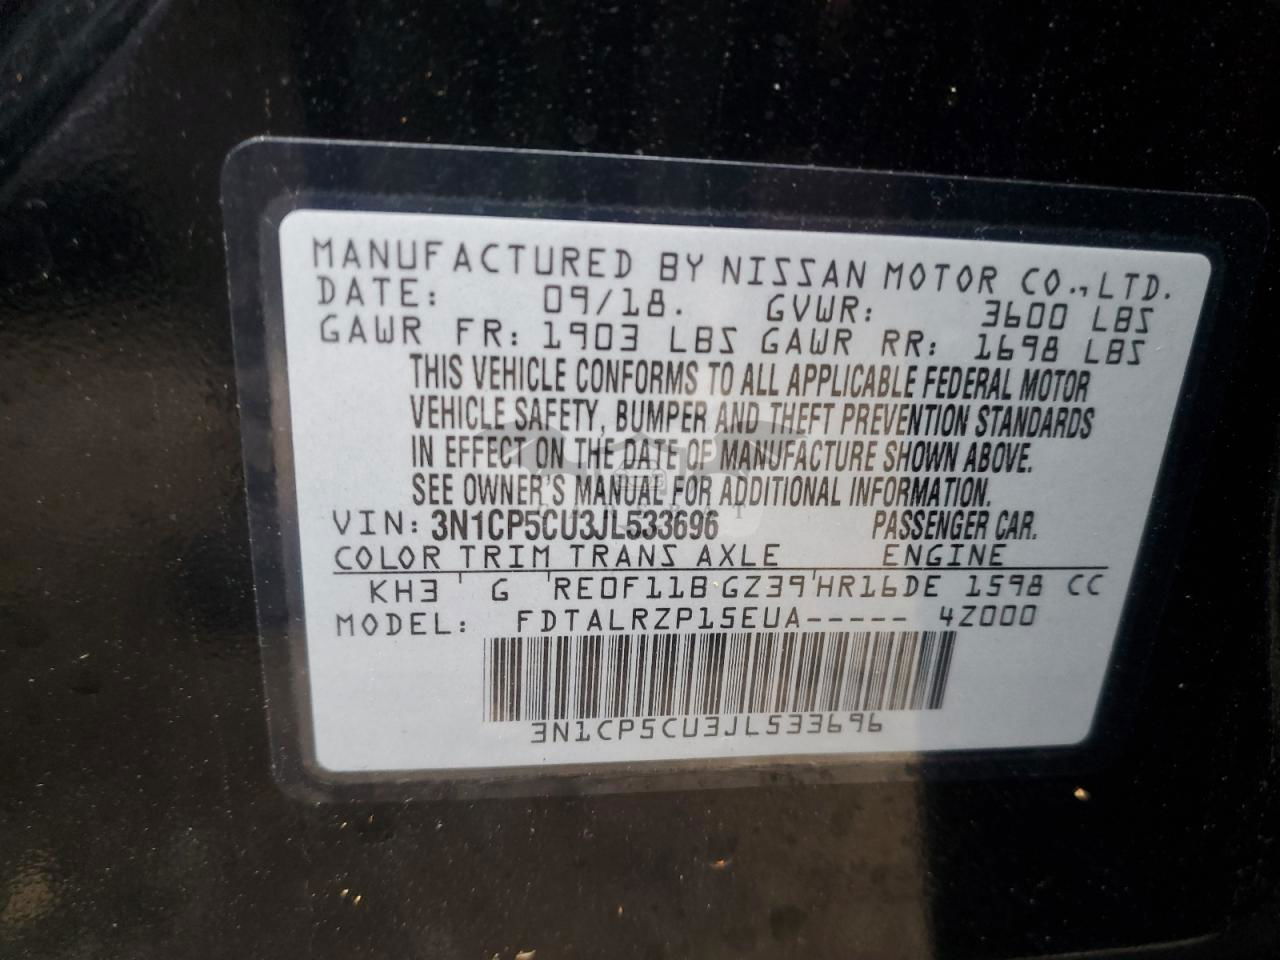 MANUFACTURED BY NISSAN MOTOR CO., LTD.
DATE: 09/18. GVWR: 3600 LBS
GAWR FR: 1903 LBS GAWR RR: 1698 LBS
THIS VEHICLE CONFORMS TO ALL APPLICABLE FEDERAL MOTOR
VEHICLE SAFETY, BUMPER AND THEFT PREVENTION STANDARDS
IN EFFECT ON THE DATE OF MANUFACTURE SHOWN ABOVE.
SEE OWNER'S MANUAL FOR ADDITIONAL INFORMATION.
VIN: 3N1CP5CU3JL533696 PASSENGER CAR.
COLOR TRIM TRANS AXLE ENGINE
KH3 ' G ' RE0F11B GZ39 ' HR16DE 1598 CC
MODEL: FDTALRZP15EUA----- 4Z000
3N1CP5CU3JL533696